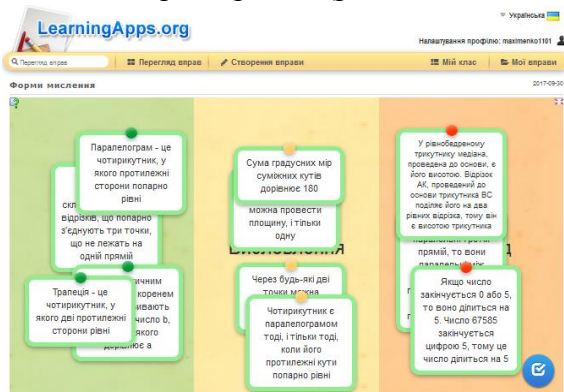 Українська
LearningApps.org
Налаштування профілю: maximenko1101
Перегляд вправ
Перегляд вправ
Створення вправи
Мій клас
Мої вправи
Форми мислення
2017-09-30
Паралелограм - це
чотирикутник, у
якого протилежні
сторони попарно
рівні
відрізків, що попарно
з'єднують три точки,
що не лежать на
одній прямій
Трапеція - це
чотирикутник, у
якого дві протилежні
сторони рівні
коренем
число b,
якого
дорівнює a
Сума градусних мір
суміжних кутів
дорівнює 180
можна провести
площину, і тільки
одну
Через будь-які дві
точки можна
Чотирикутник є
паралелограмом
тоді, і тільки тоді,
коли його
протилежні кути
попарно рівні
У рівнобедреному
трикутнику медіана,
проведена до основи, є
його висотою. Відрізок
АК, проведений до
основи трикутника ВС
поділяє його на два
рівних відрізка, тому він
є висотою трикутника
прямій, то вони
Якщо число
закінчується 0 або 5,
то воно ділиться на
5. Число 67585
закінчується
цифрою 5, тому це
число ділиться на 5